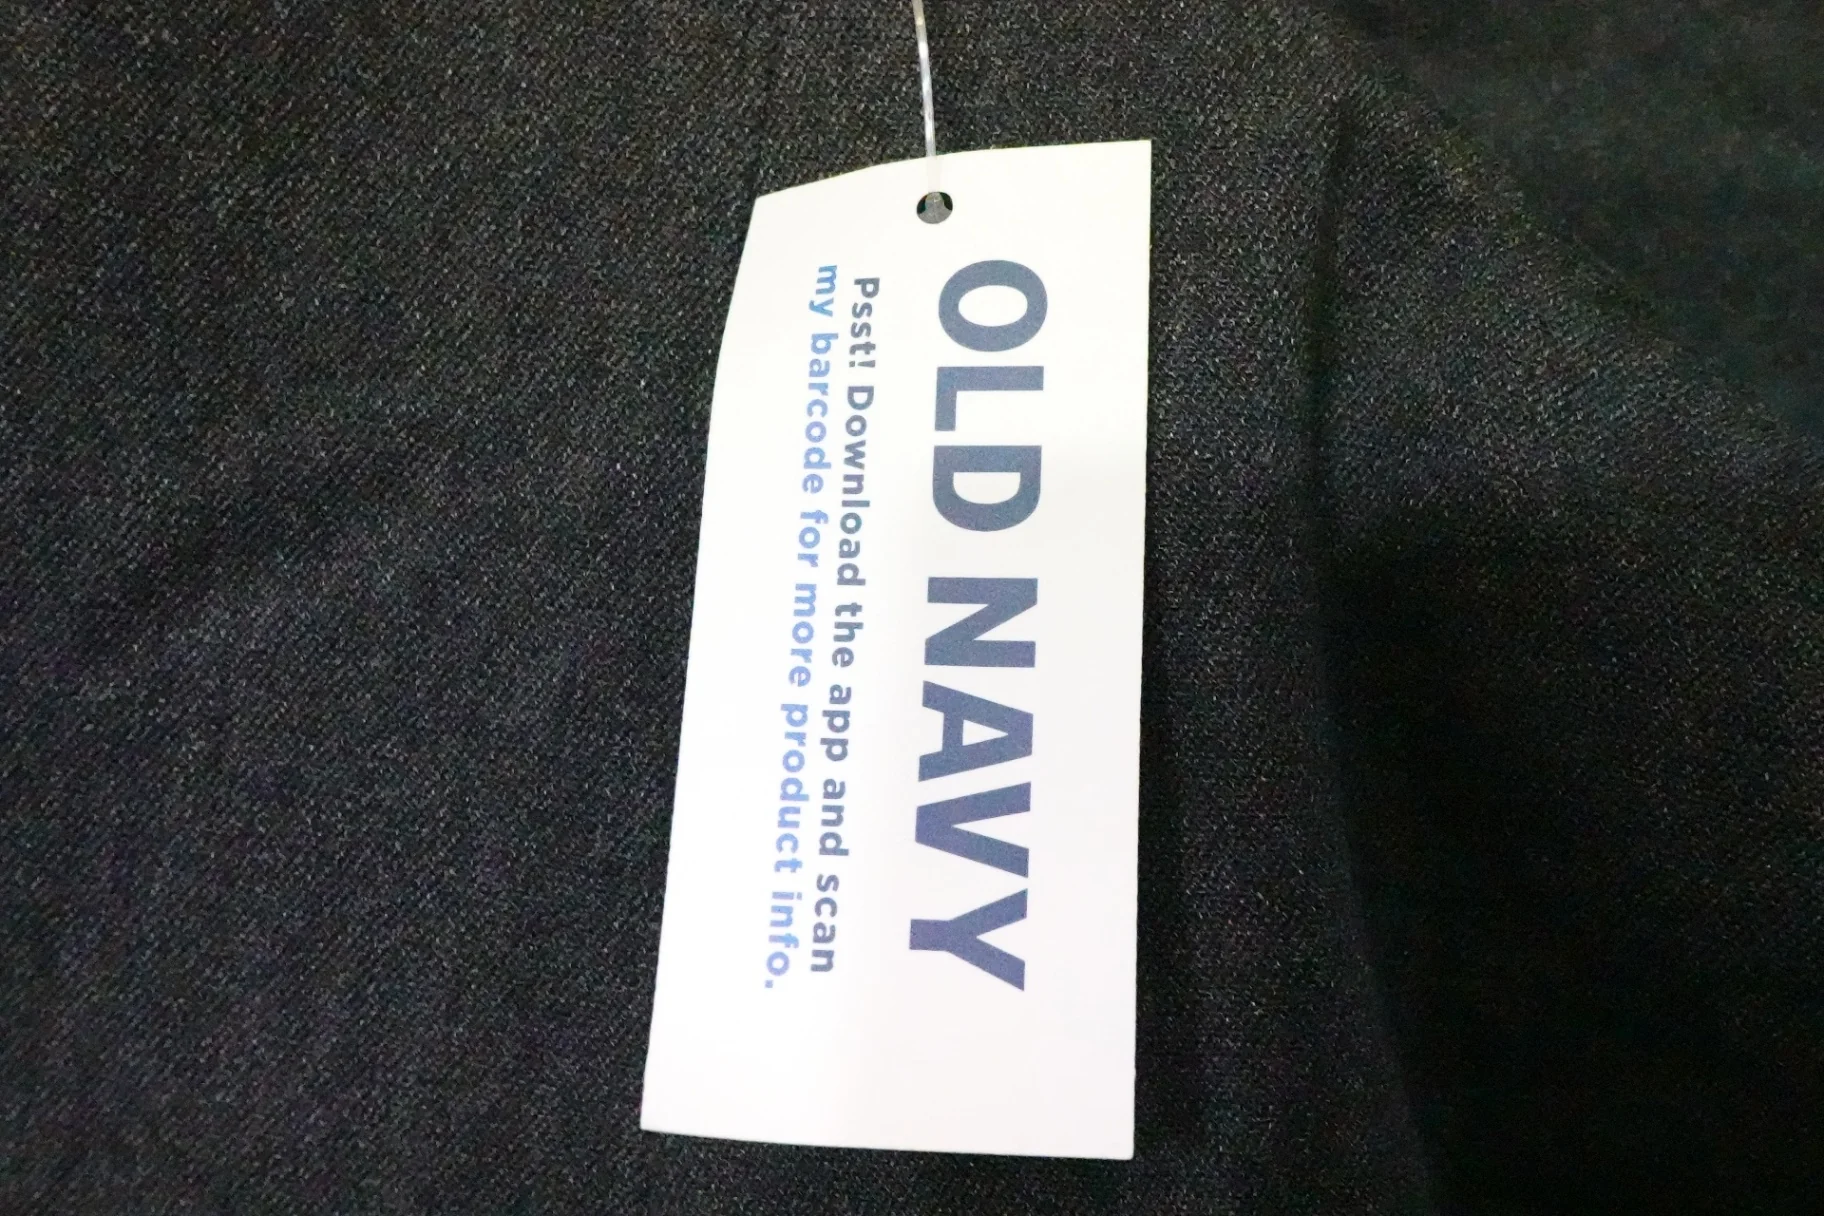 OLD NAVY
Psst! Download the app and scan
my barcode for more product info.